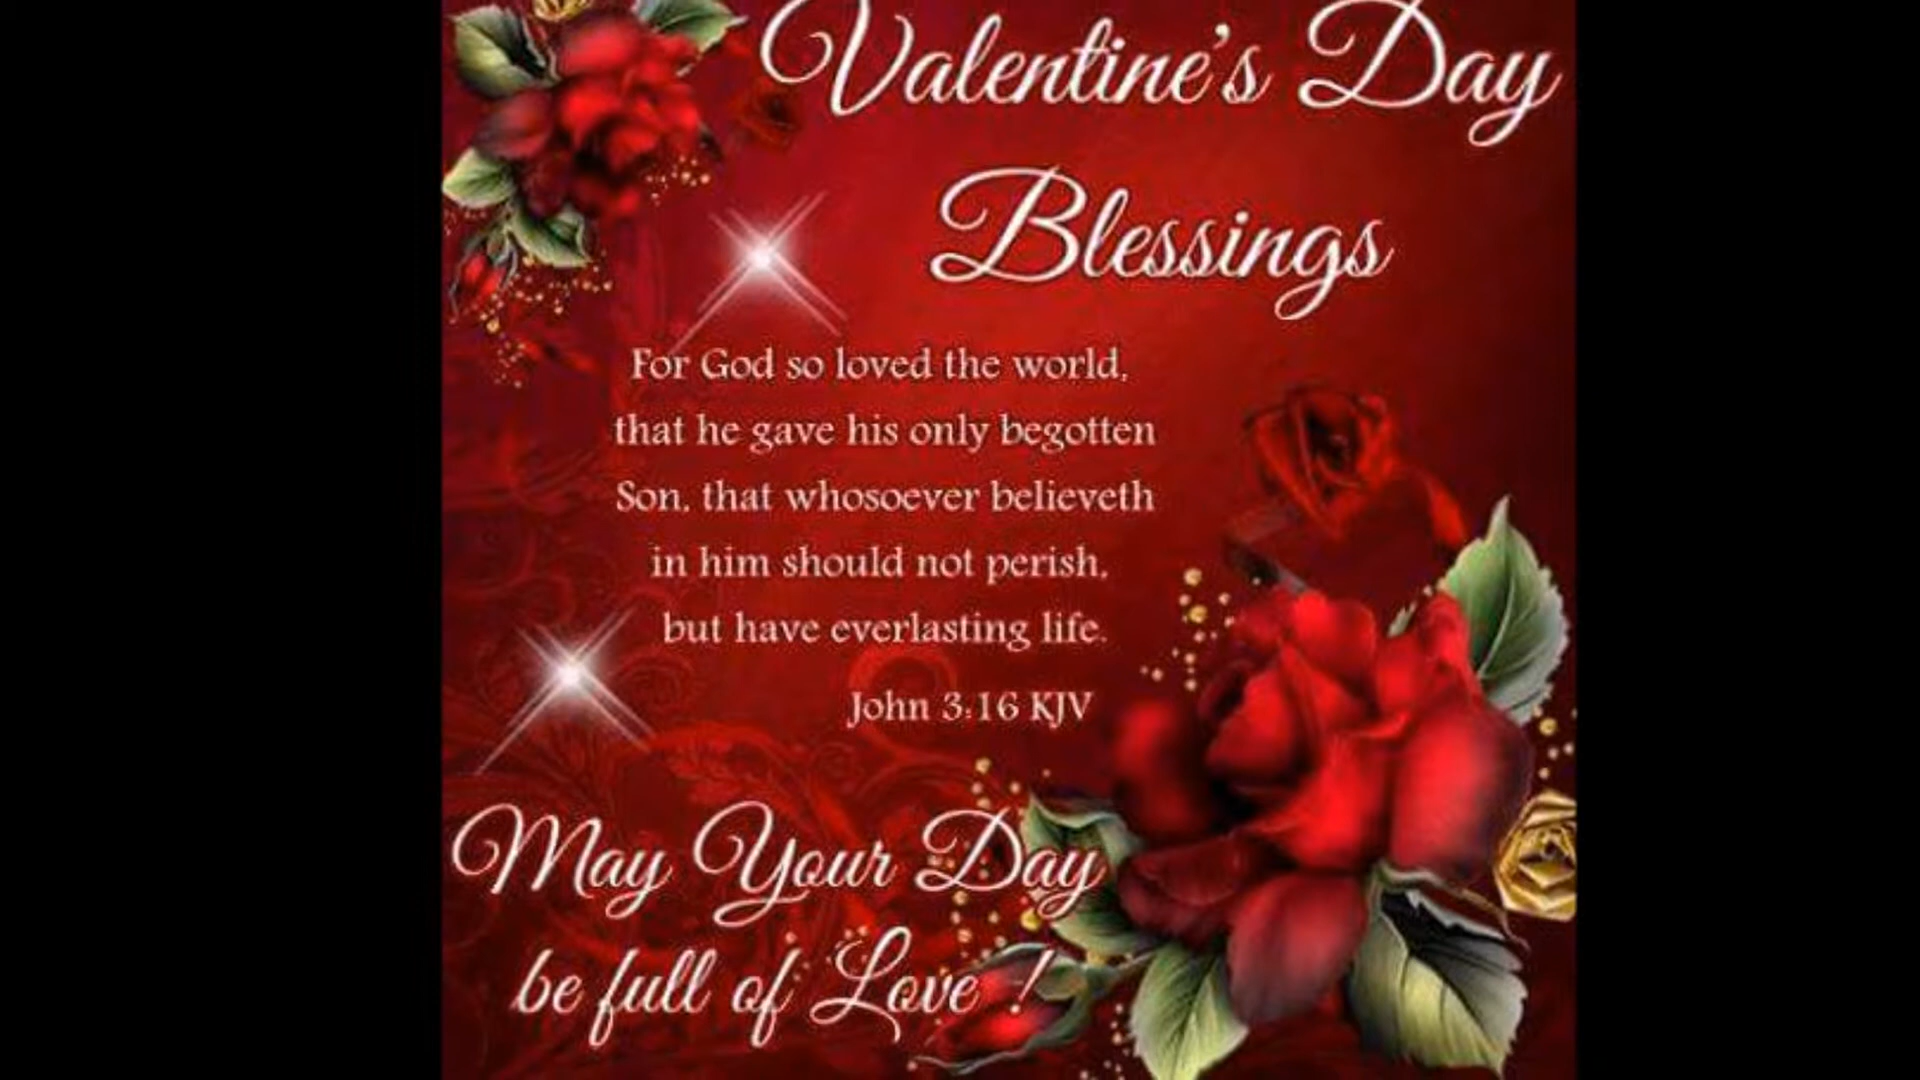 Valentine's Day
Blessings
For God so loved the world,
that he gave his only begotten
Son, that whosoever believeth
in him should not perish,
but have everlasting life.
John 3:16 KJV
May Your Day
be full of Love !